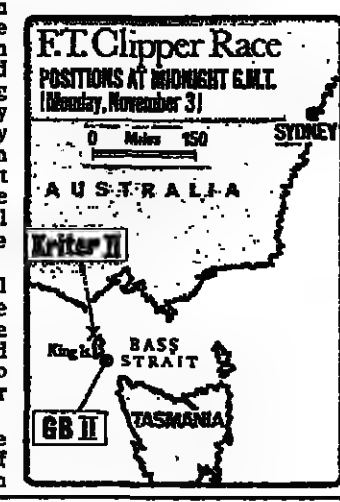 F.T. Clipper Race
POSITIONS AT MIDNIGHT G.M.T.
(Monday, November 3)
SYDNEY
0 Miles 150
AUSTRALIA
Kriter II
King Is
BASS
STRAIT
GB II
TASMANIA